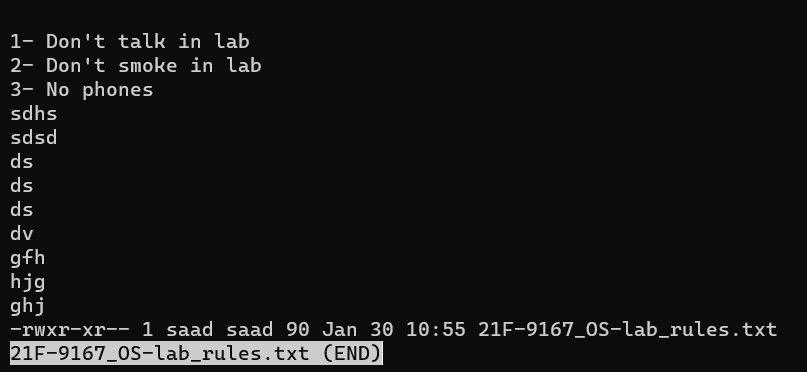 1- Don't talk in lab
2- Don't smoke in lab
3- No phones
sdhs
sdsd
ds
ds
ds
dv
gfh
hjg
ghj
-rwxr-xr-- 1 saad saad 90 Jan 30 10:55 21F-9167_OS-lab_rules.txt
21F-9167_OS-lab_rules.txt (END)